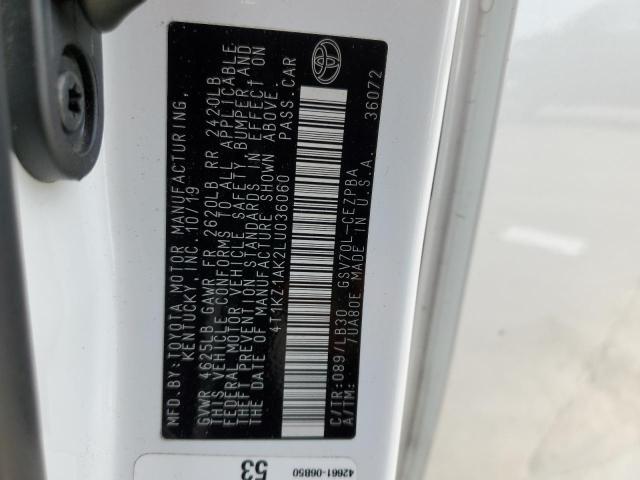 MFD.BY:TOYOTA MOTOR MANUFACTURING,
KENTUCKY, INC. 10/19
GVWR 4625LB GAWR FR 2620LB RR 2420LB
THIS VEHICLE CONFORMS TO ALL APPLICABLE
FEDERAL MOTOR VEHICLE SAFETY, BUMPER, AND
THEFT PREVENTION STANDARDS IN EFFECT ON
THE DATE OF MANUFACTURE SHOWN ABOVE.
4T1KZ1AK2LU036060 PASS.CAR
C/TR:089/LB30 GSV70L-CEZPBA
A/TM: 7UA80E MADE IN U.S.A. 36072
53
42661-06B50